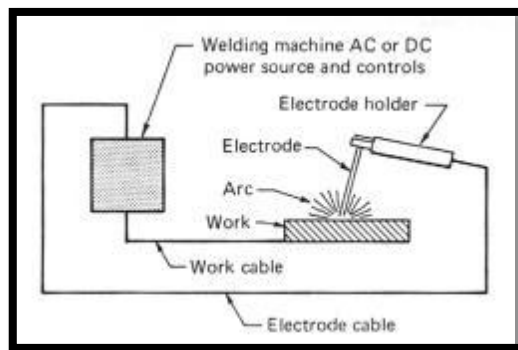 Welding machine AC or DC
power source and controls
Electrode holder
Electrode
Arc
Work
Work cable
Electrode cable